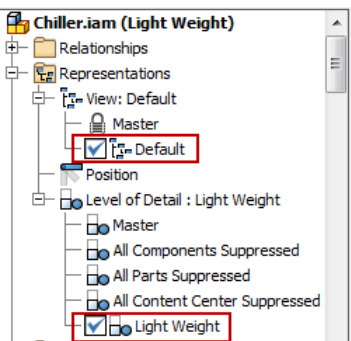 Chiller.iam (Light Weight)
Relationships
Representations
View: Default
Master
Default
Position
Level of Detail : Light Weight
Master
All Components Suppressed
All Parts Suppressed
All Content Center Suppressed
Light Weight